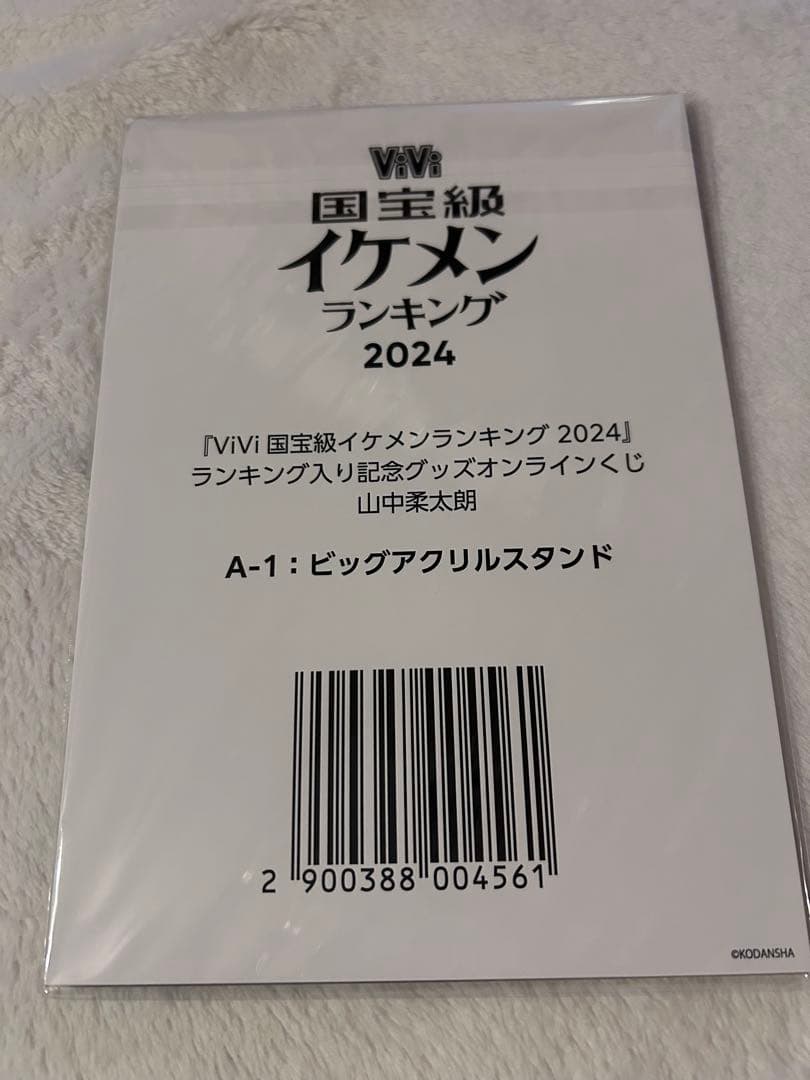 ViVi
国宝級
イケメン
ランキング
2024
『ViVi 国宝級イケメンランキング 2024』
ランキング入り記念グッズオンラインくじ
山中柔太朗
A-1：ビッグアクリルスタンド
2 900388 004561
©KODANSHA